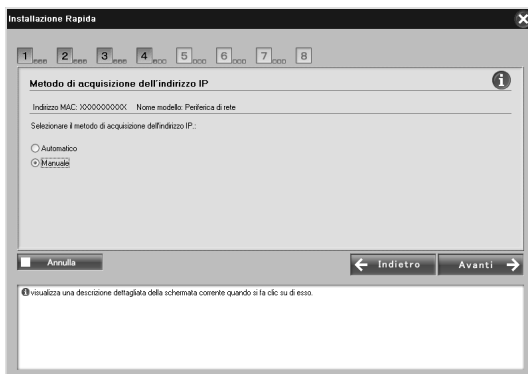 Installazione Rapida
1 2 3 4 5 6 7 8
Metodo di acquisizione dell'indirizzo IP
Indirizzo MAC: XXXXXXXXXX Nome modello: Periferica di rete
Selezionare il metodo di acquisizione dell'indirizzo IP.:
Automatico
Manuale
Annulla
Indietro
Avanti
visualizza una descrizione dettagliata della schermata corrente quando si fa clic su di esso.